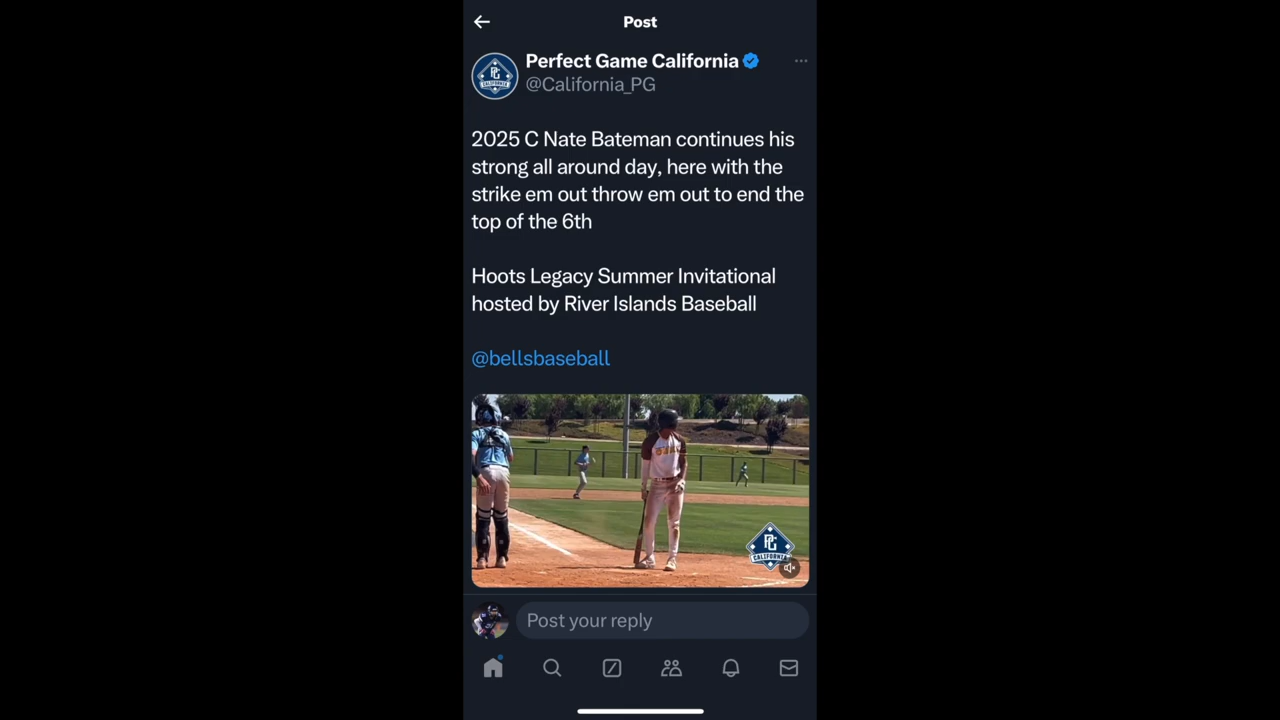 Post
Perfect Game California
@California_PG
2025 C Nate Bateman continues his
strong all around day, here with the
strike em out throw em out to end the
top of the 6th
Hoots Legacy Summer Invitational
hosted by River Islands Baseball
@bellsbaseball
PG
CALIFORNIA
Post your reply